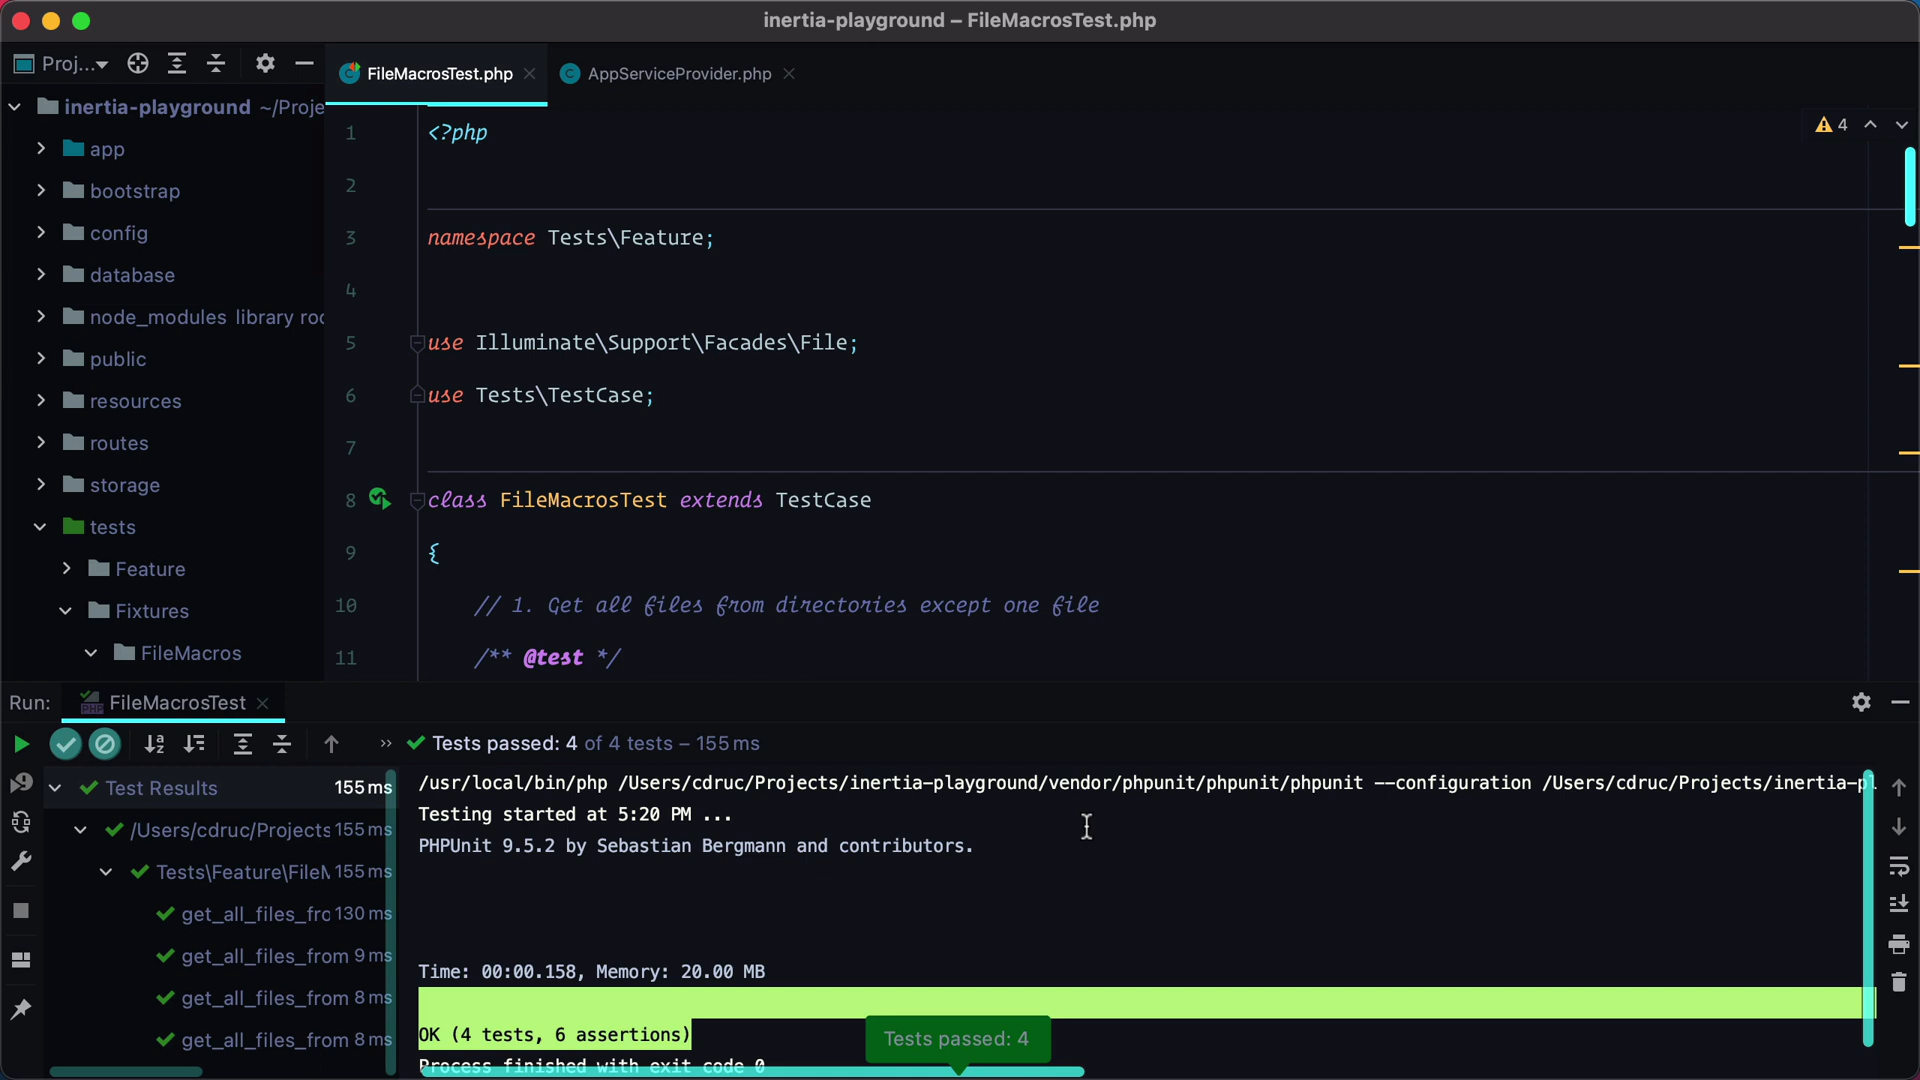 inertia-playground – FileMacrosTest.php
Proj...
FileMacrosTest.php
AppServiceProvider.php
inertia-playground ~/Proje
app
bootstrap
config
database
node_modules library roo
public
resources
routes
storage
tests
Feature
Fixtures
FileMacros
4
1 <?php
2
3 namespace Tests\Feature;
4
5 use Illuminate\Support\Facades\File;
6 use Tests\TestCase;
7
8 class FileMacrosTest extends TestCase
9 {
10 // 1. Get all files from directories except one file
11 /** @test */
Run: FileMacrosTest
Tests passed: 4 of 4 tests – 155 ms
Test Results 155 ms
/Users/cdruc/Projects 155 ms
Tests\Feature\FileM 155 ms
get_all_files_fro 130 ms
get_all_files_from 9 ms
get_all_files_from 8 ms
get_all_files_from 8 ms
/usr/local/bin/php /Users/cdruc/Projects/inertia-playground/vendor/phpunit/phpunit/phpunit --configuration /Users/cdruc/Projects/inertia-pl
Testing started at 5:20 PM ...
PHPUnit 9.5.2 by Sebastian Bergmann and contributors.
Time: 00:00.158, Memory: 20.00 MB
OK (4 tests, 6 assertions)
Process finished with exit code 0
Tests passed: 4